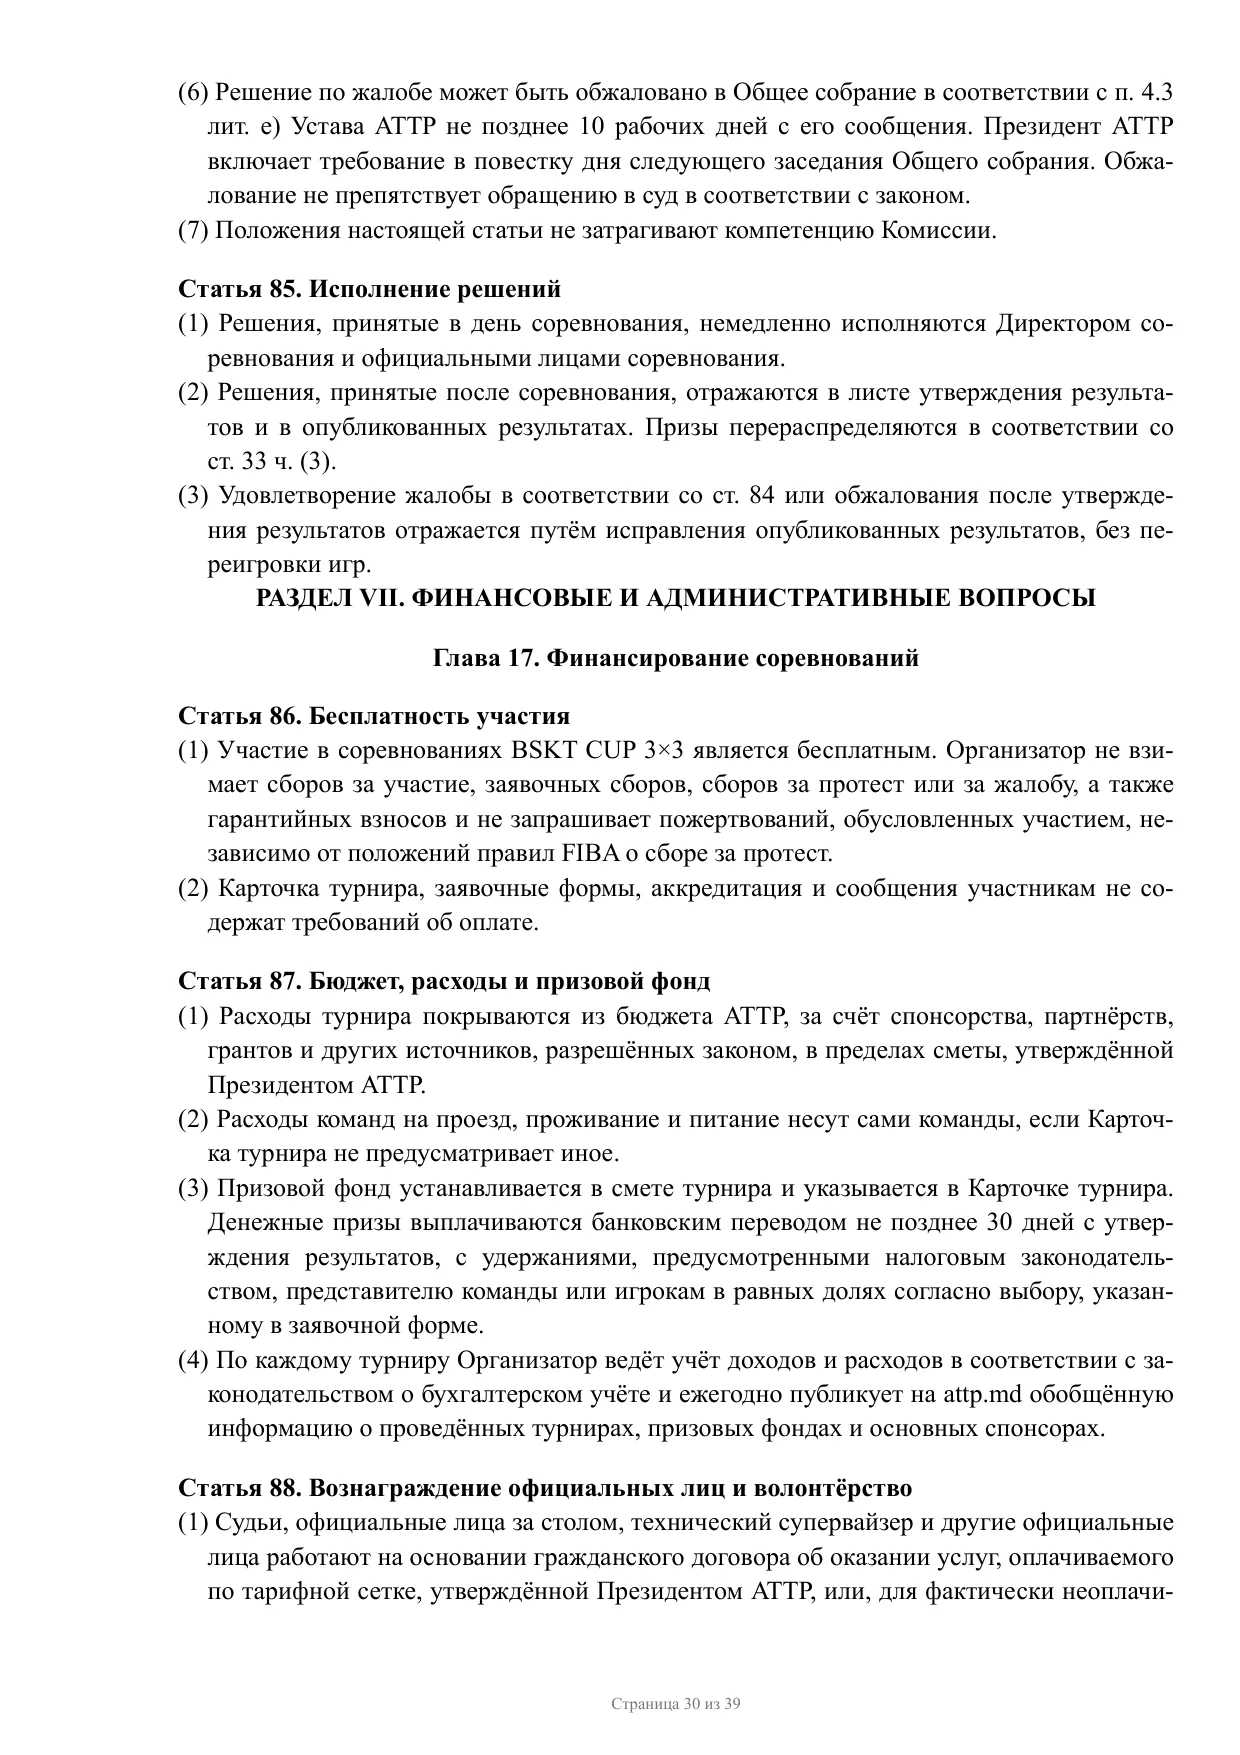 (6) Решение по жалобе может быть обжаловано в Общее собрание в соответствии с п. 4.3
лит. е) Устава АТТР не позднее 10 рабочих дней с его сообщения. Президент АТТР
включает требование в повестку дня следующего заседания Общего собрания. Обжа-
лование не препятствует обращению в суд в соответствии с законом.
(7) Положения настоящей статьи не затрагивают компетенцию Комиссии.
Статья 85. Исполнение решений
(1) Решения, принятые в день соревнования, немедленно исполняются Директором со-
ревнования и официальными лицами соревнования.
(2) Решения, принятые после соревнования, отражаются в листе утверждения результа-
тов и в опубликованных результатах. Призы перераспределяются в соответствии со
ст. 33 ч. (3).
(3) Удовлетворение жалобы в соответствии со ст. 84 или обжалования после утвержде-
ния результатов отражается путём исправления опубликованных результатов, без пе-
реигровки игр.
РАЗДЕЛ VII. ФИНАНСОВЫЕ И АДМИНИСТРАТИВНЫЕ ВОПРОСЫ
Глава 17. Финансирование соревнований
Статья 86. Бесплатность участия
(1) Участие в соревнованиях BSKT CUP 3×3 является бесплатным. Организатор не взи-
мает сборов за участие, заявочных сборов, сборов за протест или за жалобу, а также
гарантийных взносов и не запрашивает пожертвований, обусловленных участием, не-
зависимо от положений правил FIBA о сборе за протест.
(2) Карточка турнира, заявочные формы, аккредитация и сообщения участникам не со-
держат требований об оплате.
Статья 87. Бюджет, расходы и призовой фонд
(1) Расходы турнира покрываются из бюджета АТТР, за счёт спонсорства, партнёрств,
грантов и других источников, разрешённых законом, в пределах сметы, утверждённой
Президентом АТТР.
(2) Расходы команд на проезд, проживание и питание несут сами команды, если Карточ-
ка турнира не предусматривает иное.
(3) Призовой фонд устанавливается в смете турнира и указывается в Карточке турнира.
Денежные призы выплачиваются банковским переводом не позднее 30 дней с утвер-
ждения результатов, с удержаниями, предусмотренными налоговым законодатель-
ством, представителю команды или игрокам в равных долях согласно выбору, указан-
ному в заявочной форме.
(4) По каждому турниру Организатор ведёт учёт доходов и расходов в соответствии с за-
конодательством о бухгалтерском учёте и ежегодно публикует на attp.md обобщённую
информацию о проведённых турнирах, призовых фондах и основных спонсорах.
Статья 88. Вознаграждение официальных лиц и волонтёрство
(1) Судьи, официальные лица за столом, технический супервайзер и другие официальные
лица работают на основании гражданского договора об оказании услуг, оплачиваемого
по тарифной сетке, утверждённой Президентом АТТР, или, для фактически неоплачи-
Страница 30 из 39